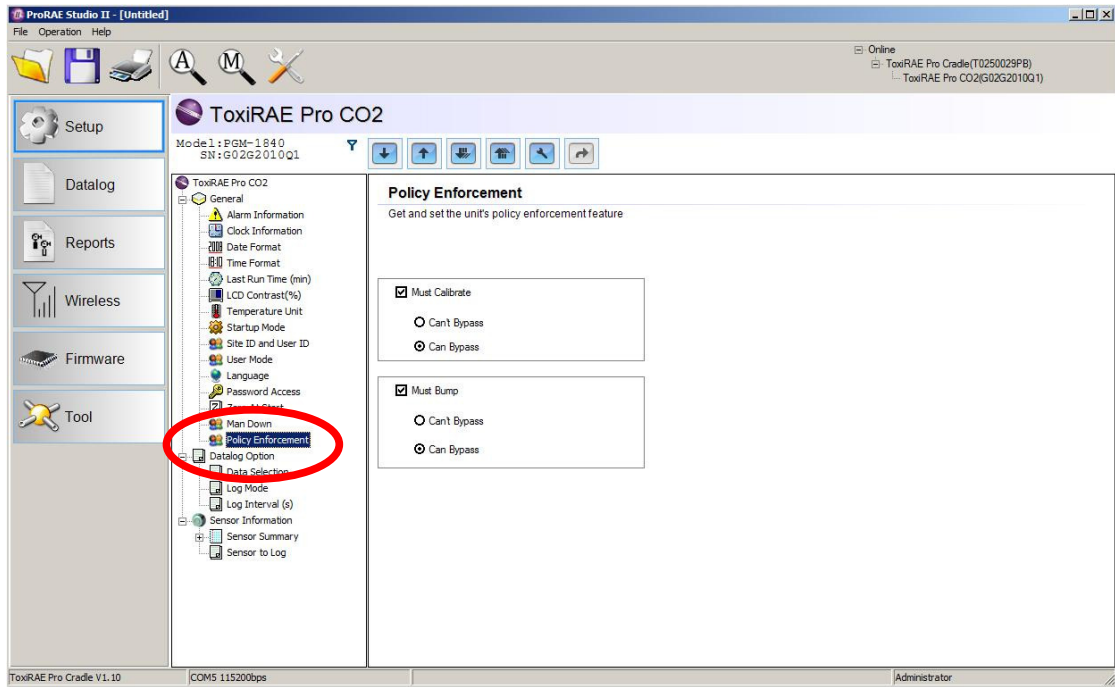 ProRAE Studio II - [Untitled]
File Operation Help
A M
Online
ToxiRAE Pro Cradle(T0250029PB)
ToxiRAE Pro CO2(G02G2010Q1)
Setup
Datalog
Reports
Wireless
Firmware
Tool
ToxiRAE Pro CO2
Model:PGM-1840
SN:G02G2010Q1
ToxiRAE Pro CO2
General
Alarm Information
Clock Information
Date Format
Time Format
Last Run Time (min)
LCD Contrast(%)
Temperature Unit
Startup Mode
Site ID and User ID
User Mode
Language
Password Access
Zero At Start
Man Down
Policy Enforcement
Datalog Option
Data Selection
Log Mode
Log Interval (s)
Sensor Information
Sensor Summary
Sensor to Log
Policy Enforcement
Get and set the unit's policy enforcement feature
Must Calibrate
Can't Bypass
Can Bypass
Must Bump
Can't Bypass
Can Bypass
ToxiRAE Pro Cradle V1.10
COM5 115200bps
Administrator